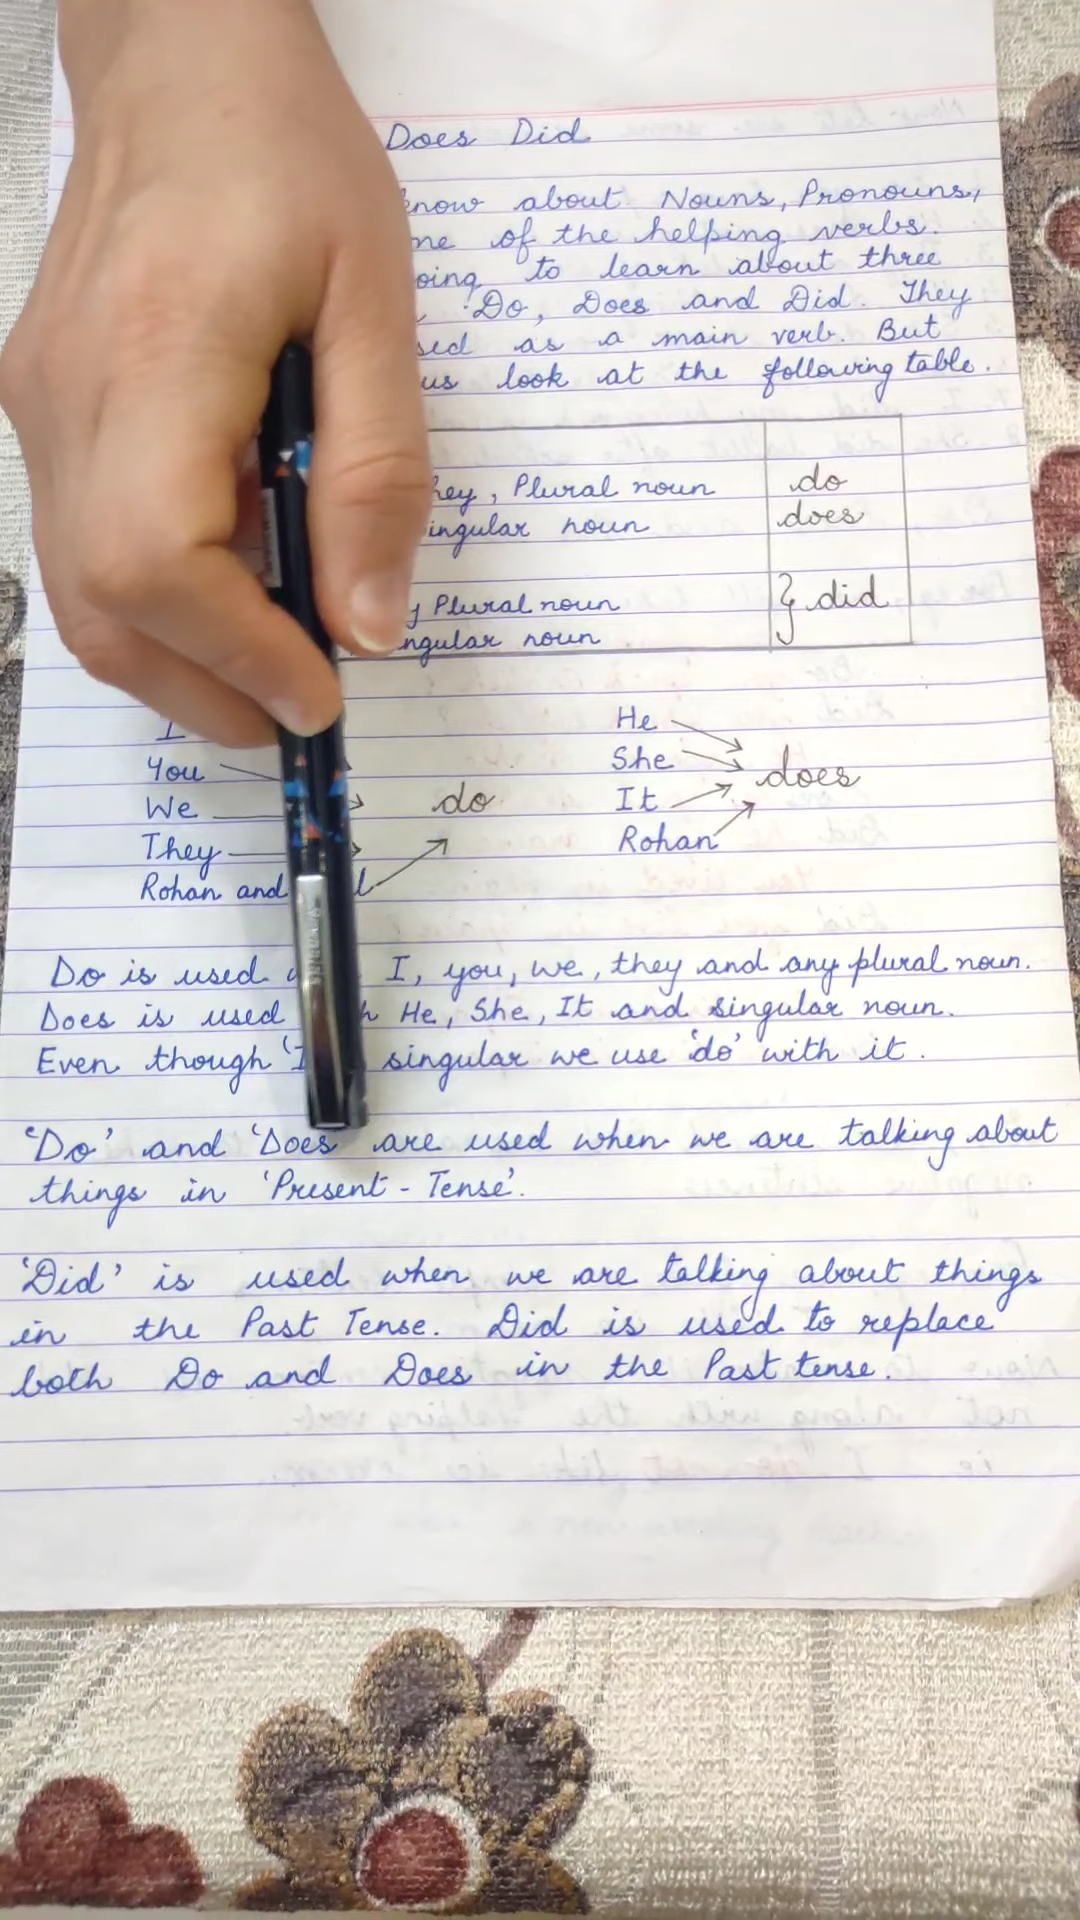 Does Did
know about Nouns, Pronouns,
of the helping verbs.
to learn about three
Do, Does and Did. They
as a main verb. But
us look at the following table.
Plural noun do
noun does
Plural noun } did
noun
I
You
We
They
Rohan and
do
He
She
It
Rohan
does
Do is used I, you, we, they and any plural noun.
Does is used He, She, It and singular noun.
Even though singular we use 'do' with it.
'Do' and 'Does are used when we are talking about
things in 'Present - Tense'.
'Did' is used when we are talking about things
in the Past Tense. Did is used to replace
both Do and Does in the Past tense.